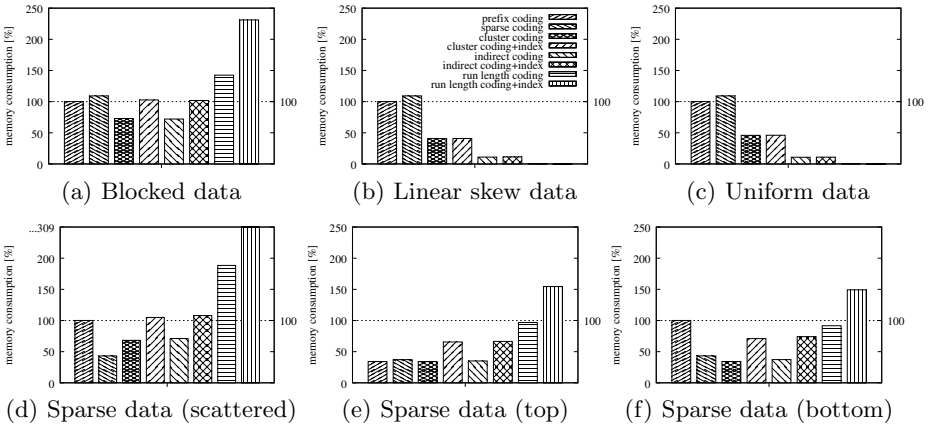 memory consumption [%]
250
200
150
100
50
0
100
(a) Blocked data
memory consumption [%]
250
200
150
100
50
0
prefix coding
sparse coding
cluster coding
cluster coding+index
indirect coding
indirect coding+index
run length coding
run length coding+index
100
(b) Linear skew data
memory consumption [%]
250
200
150
100
50
0
100
(c) Uniform data
memory consumption [%]
...309
200
150
100
50
0
100
(d) Sparse data (scattered)
memory consumption [%]
250
200
150
100
50
0
100
(e) Sparse data (top)
memory consumption [%]
250
200
150
100
50
0
100
(f) Sparse data (bottom)